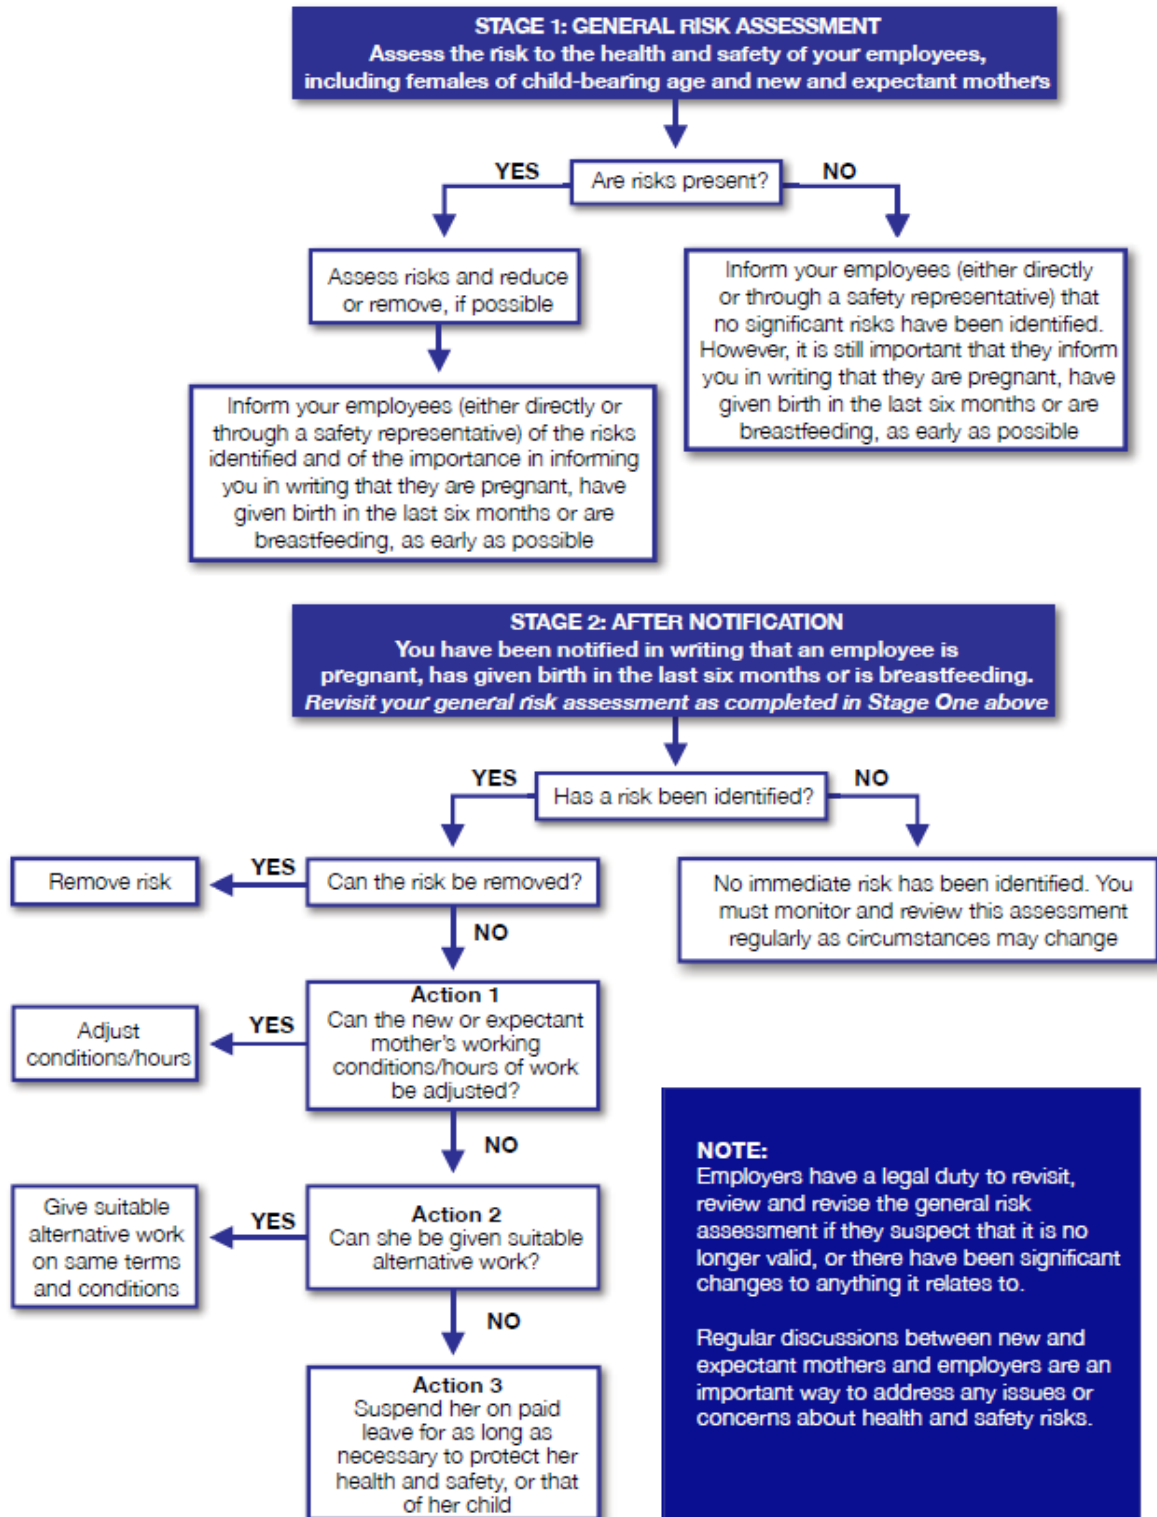 STAGE 1: GENERAL RISK ASSESSMENT
Assess the risk to the health and safety of your employees,
including females of child-bearing age and new and expectant mothers
YES
Are risks present?
NO
Assess risks and reduce
or remove, if possible
Inform your employees (either directly
or through a safety representative) that
no significant risks have been identified.
However, it is still important that they inform
you in writing that they are pregnant, have
given birth in the last six months or are
breastfeeding, as early as possible
Inform your employees (either directly or
through a safety representative) of the risks
identified and of the importance in informing
you in writing that they are pregnant, have
given birth in the last six months or are
breastfeeding, as early as possible
STAGE 2: AFTER NOTIFICATION
You have been notified in writing that an employee is
pregnant, has given birth in the last six months or is breastfeeding.
Revisit your general risk assessment as completed in Stage One above
YES
Has a risk been identified?
NO
Remove risk
YES
Can the risk be removed?
No immediate risk has been identified. You
must monitor and review this assessment
regularly as circumstances may change
NO
Adjust
conditions/hours
YES
Action 1
Can the new or expectant
mother's working
conditions/hours of work
be adjusted?
NO
Give suitable
alternative work
on same terms
and conditions
YES
Action 2
Can she be given suitable
alternative work?
NO
Action 3
Suspend her on paid
leave for as long as
necessary to protect her
health and safety, or that
of her child
NOTE:
Employers have a legal duty to revisit,
review and revise the general risk
assessment if they suspect that it is no
longer valid, or there have been significant
changes to anything it relates to.
Regular discussions between new and
expectant mothers and employers are an
important way to address any issues or
concerns about health and safety risks.